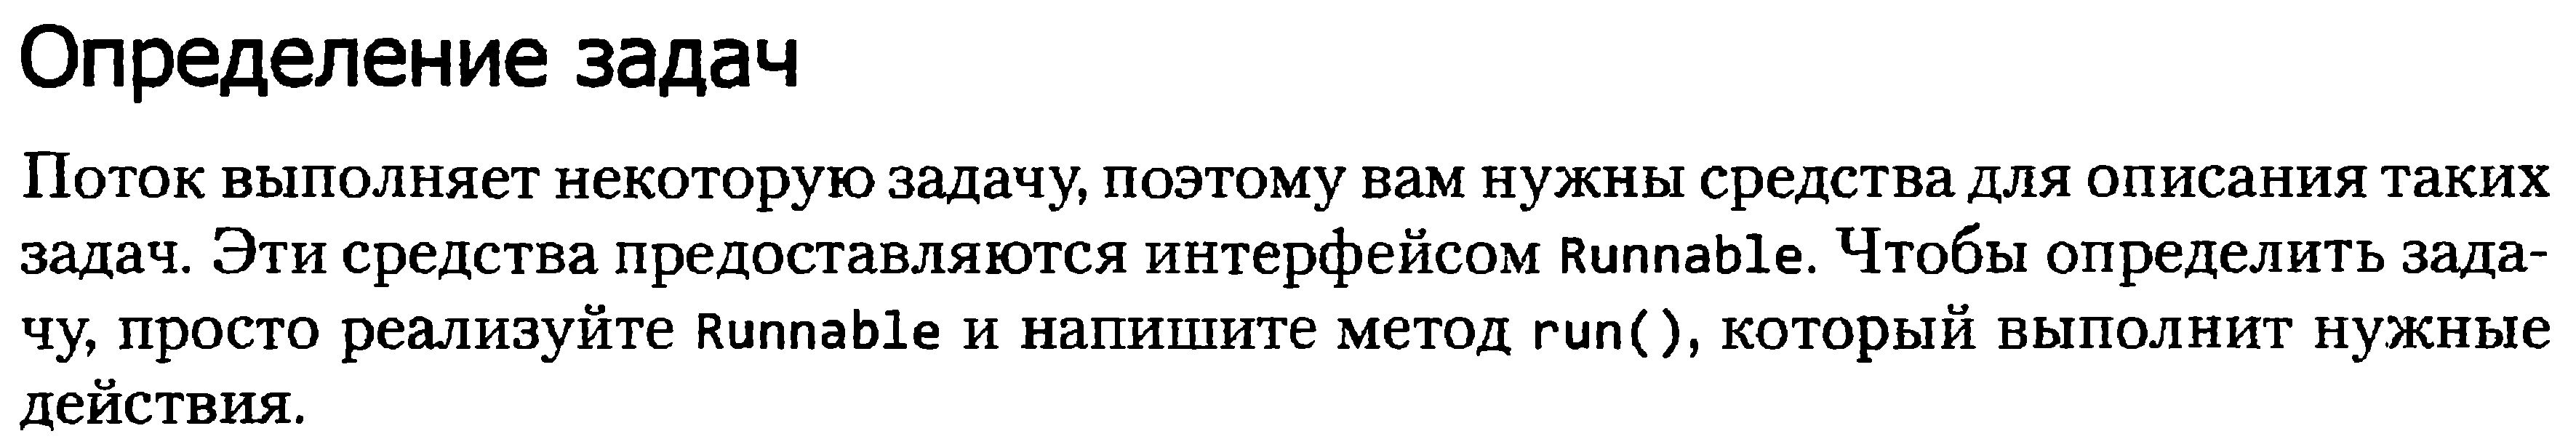 Определение задач
Поток выполняет некоторую задачу, поэтому вам нужны средства для описания таких
задач. Эти средства предоставляются интерфейсом Runnable. Чтобы определить зада-
чу, просто реализуйте Runnable и напишите метод run(), который выполнит нужные
действия.